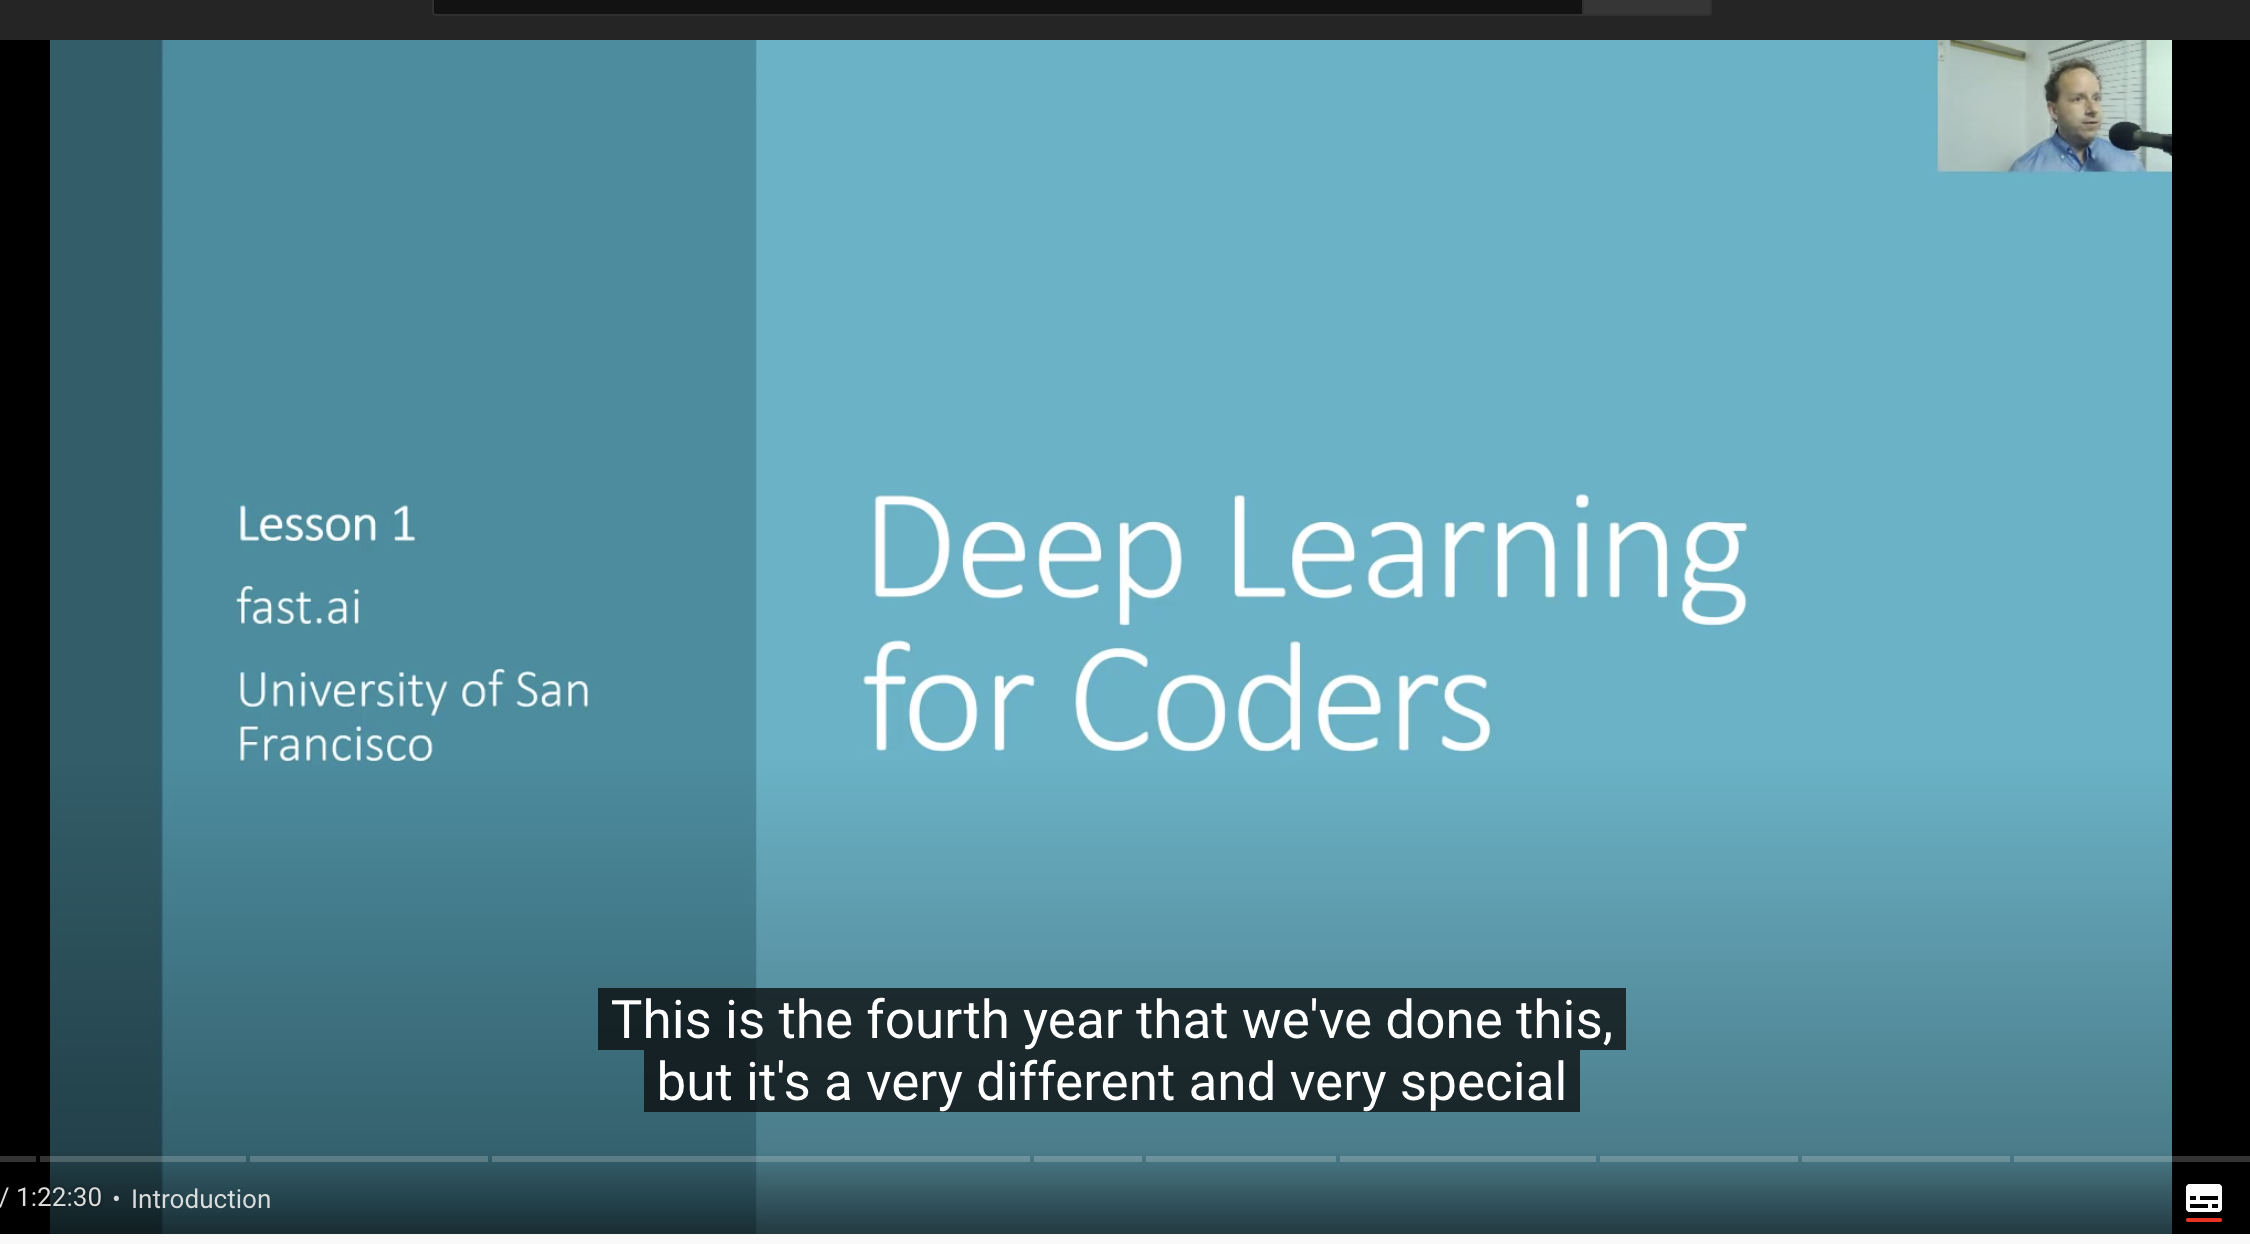 Lesson 1
fast.ai
University of San
Francisco
Deep Learning
for Coders
This is the fourth year that we've done this,
but it's a very different and very special
/ 1:22:30 • Introduction